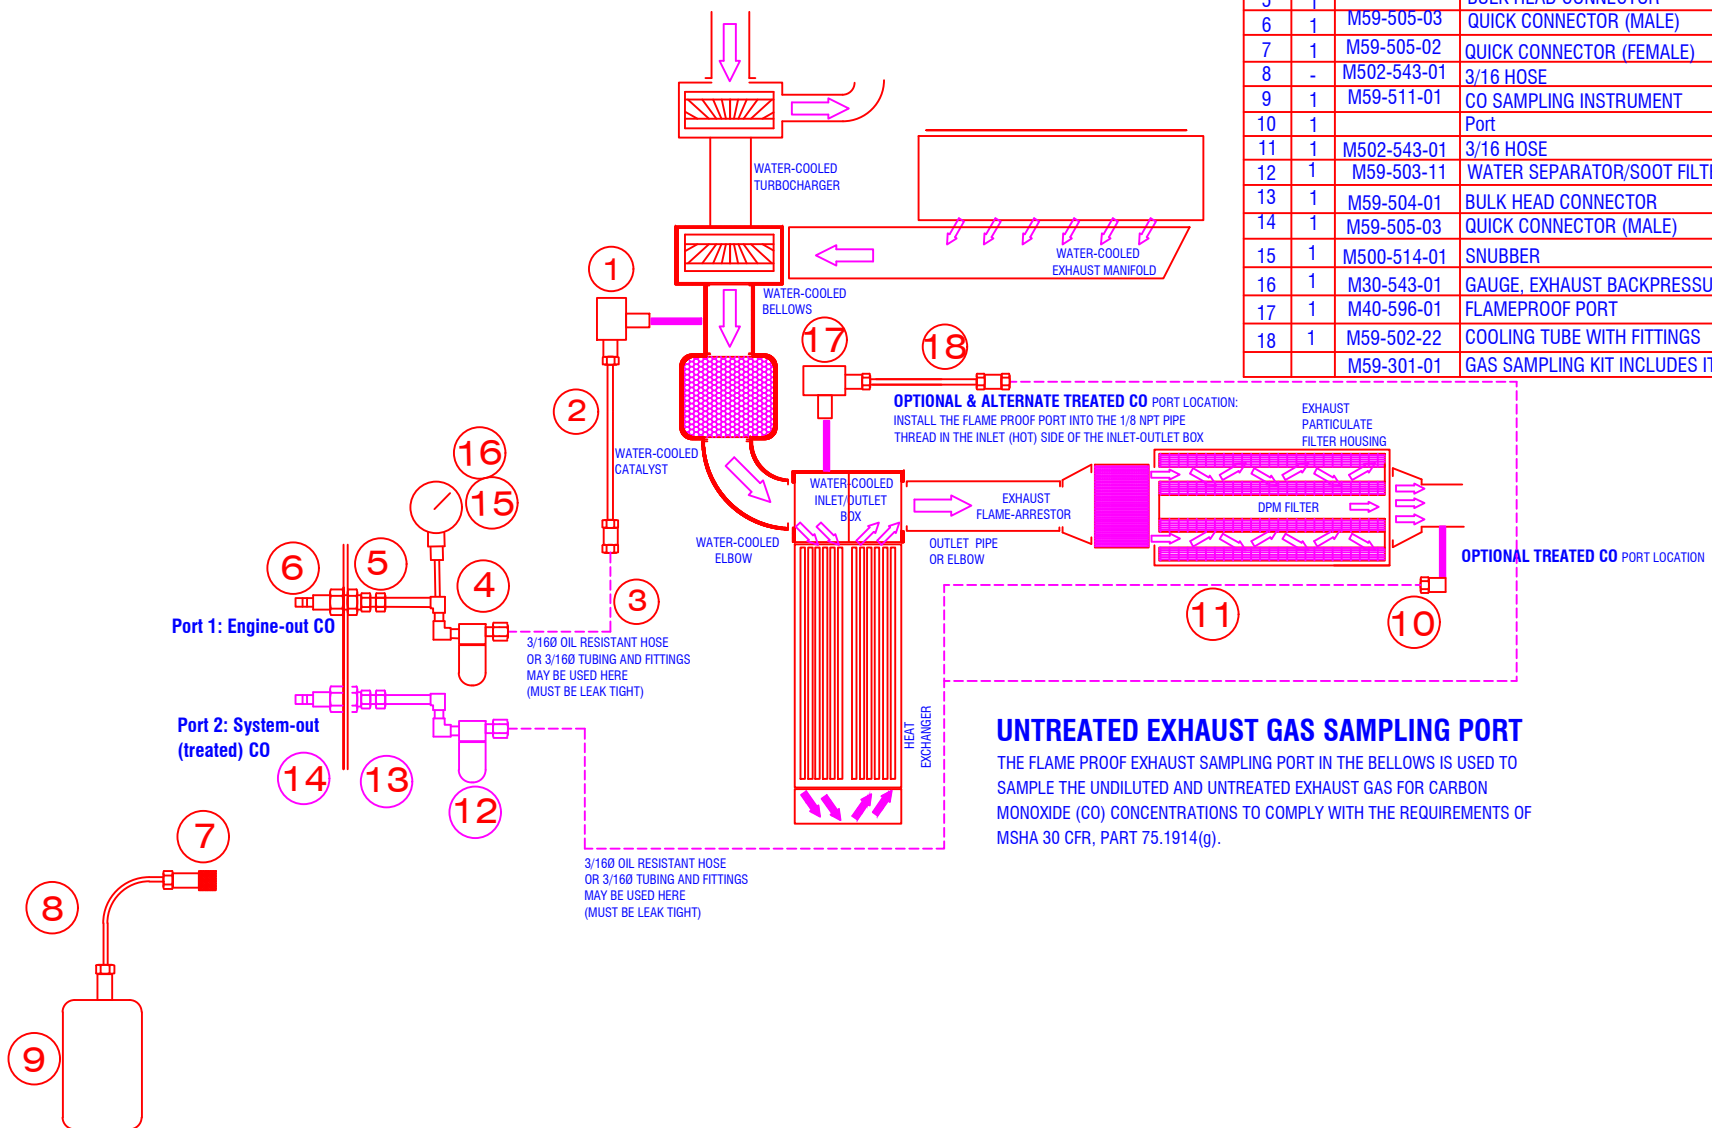 5 1 BULK HEAD CONNECTOR
6 1 M59-505-03 QUICK CONNECTOR (MALE)
7 1 M59-505-02 QUICK CONNECTOR (FEMALE)
8 - M502-543-01 3/16 HOSE
9 1 M59-511-01 CO SAMPLING INSTRUMENT
10 1 Port
11 1 M502-543-01 3/16 HOSE
12 1 M59-503-11 WATER SEPARATOR/SOOT FILTE
13 1 M59-504-01 BULK HEAD CONNECTOR
14 1 M59-505-03 QUICK CONNECTOR (MALE)
15 1 M500-514-01 SNUBBER
16 1 M30-543-01 GAUGE, EXHAUST BACKPRESSU
17 1 M40-596-01 FLAMEPROOF PORT
18 1 M59-502-22 COOLING TUBE WITH FITTINGS
M59-301-01 GAS SAMPLING KIT INCLUDES IT
WATER-COOLED
TURBOCHARGER
WATER-COOLED
EXHAUST MANIFOLD
1
WATER-COOLED
BELLOWS
17
18
2
OPTIONAL & ALTERNATE TREATED CO PORT LOCATION:
INSTALL THE FLAME PROOF PORT INTO THE 1/8 NPT PIPE
THREAD IN THE INLET (HOT) SIDE OF THE INLET-OUTLET BOX
EXHAUST
PARTICULATE
FILTER HOUSING
WATER-COOLED
CATALYST
16
15
WATER-COOLED
INLET/OUTLET
BOX
EXHAUST
FLAME-ARRESTOR
DPM FILTER
WATER-COOLED
ELBOW
OUTLET PIPE
OR ELBOW
OPTIONAL TREATED CO PORT LOCATION
6
5
4
3
11
10
Port 1: Engine-out CO
3/16Ø OIL RESISTANT HOSE
OR 3/16Ø TUBING AND FITTINGS
MAY BE USED HERE
(MUST BE LEAK TIGHT)
Port 2: System-out
(treated) CO
14
13
12
HEAT
EXCHANGER
UNTREATED EXHAUST GAS SAMPLING PORT
THE FLAME PROOF EXHAUST SAMPLING PORT IN THE BELLOWS IS USED TO
SAMPLE THE UNDILUTED AND UNTREATED EXHAUST GAS FOR CARBON
MONOXIDE (CO) CONCENTRATIONS TO COMPLY WITH THE REQUIREMENTS OF
MSHA 30 CFR, PART 75.1914(g).
7
3/16Ø OIL RESISTANT HOSE
OR 3/16Ø TUBING AND FITTINGS
MAY BE USED HERE
(MUST BE LEAK TIGHT)
8
9